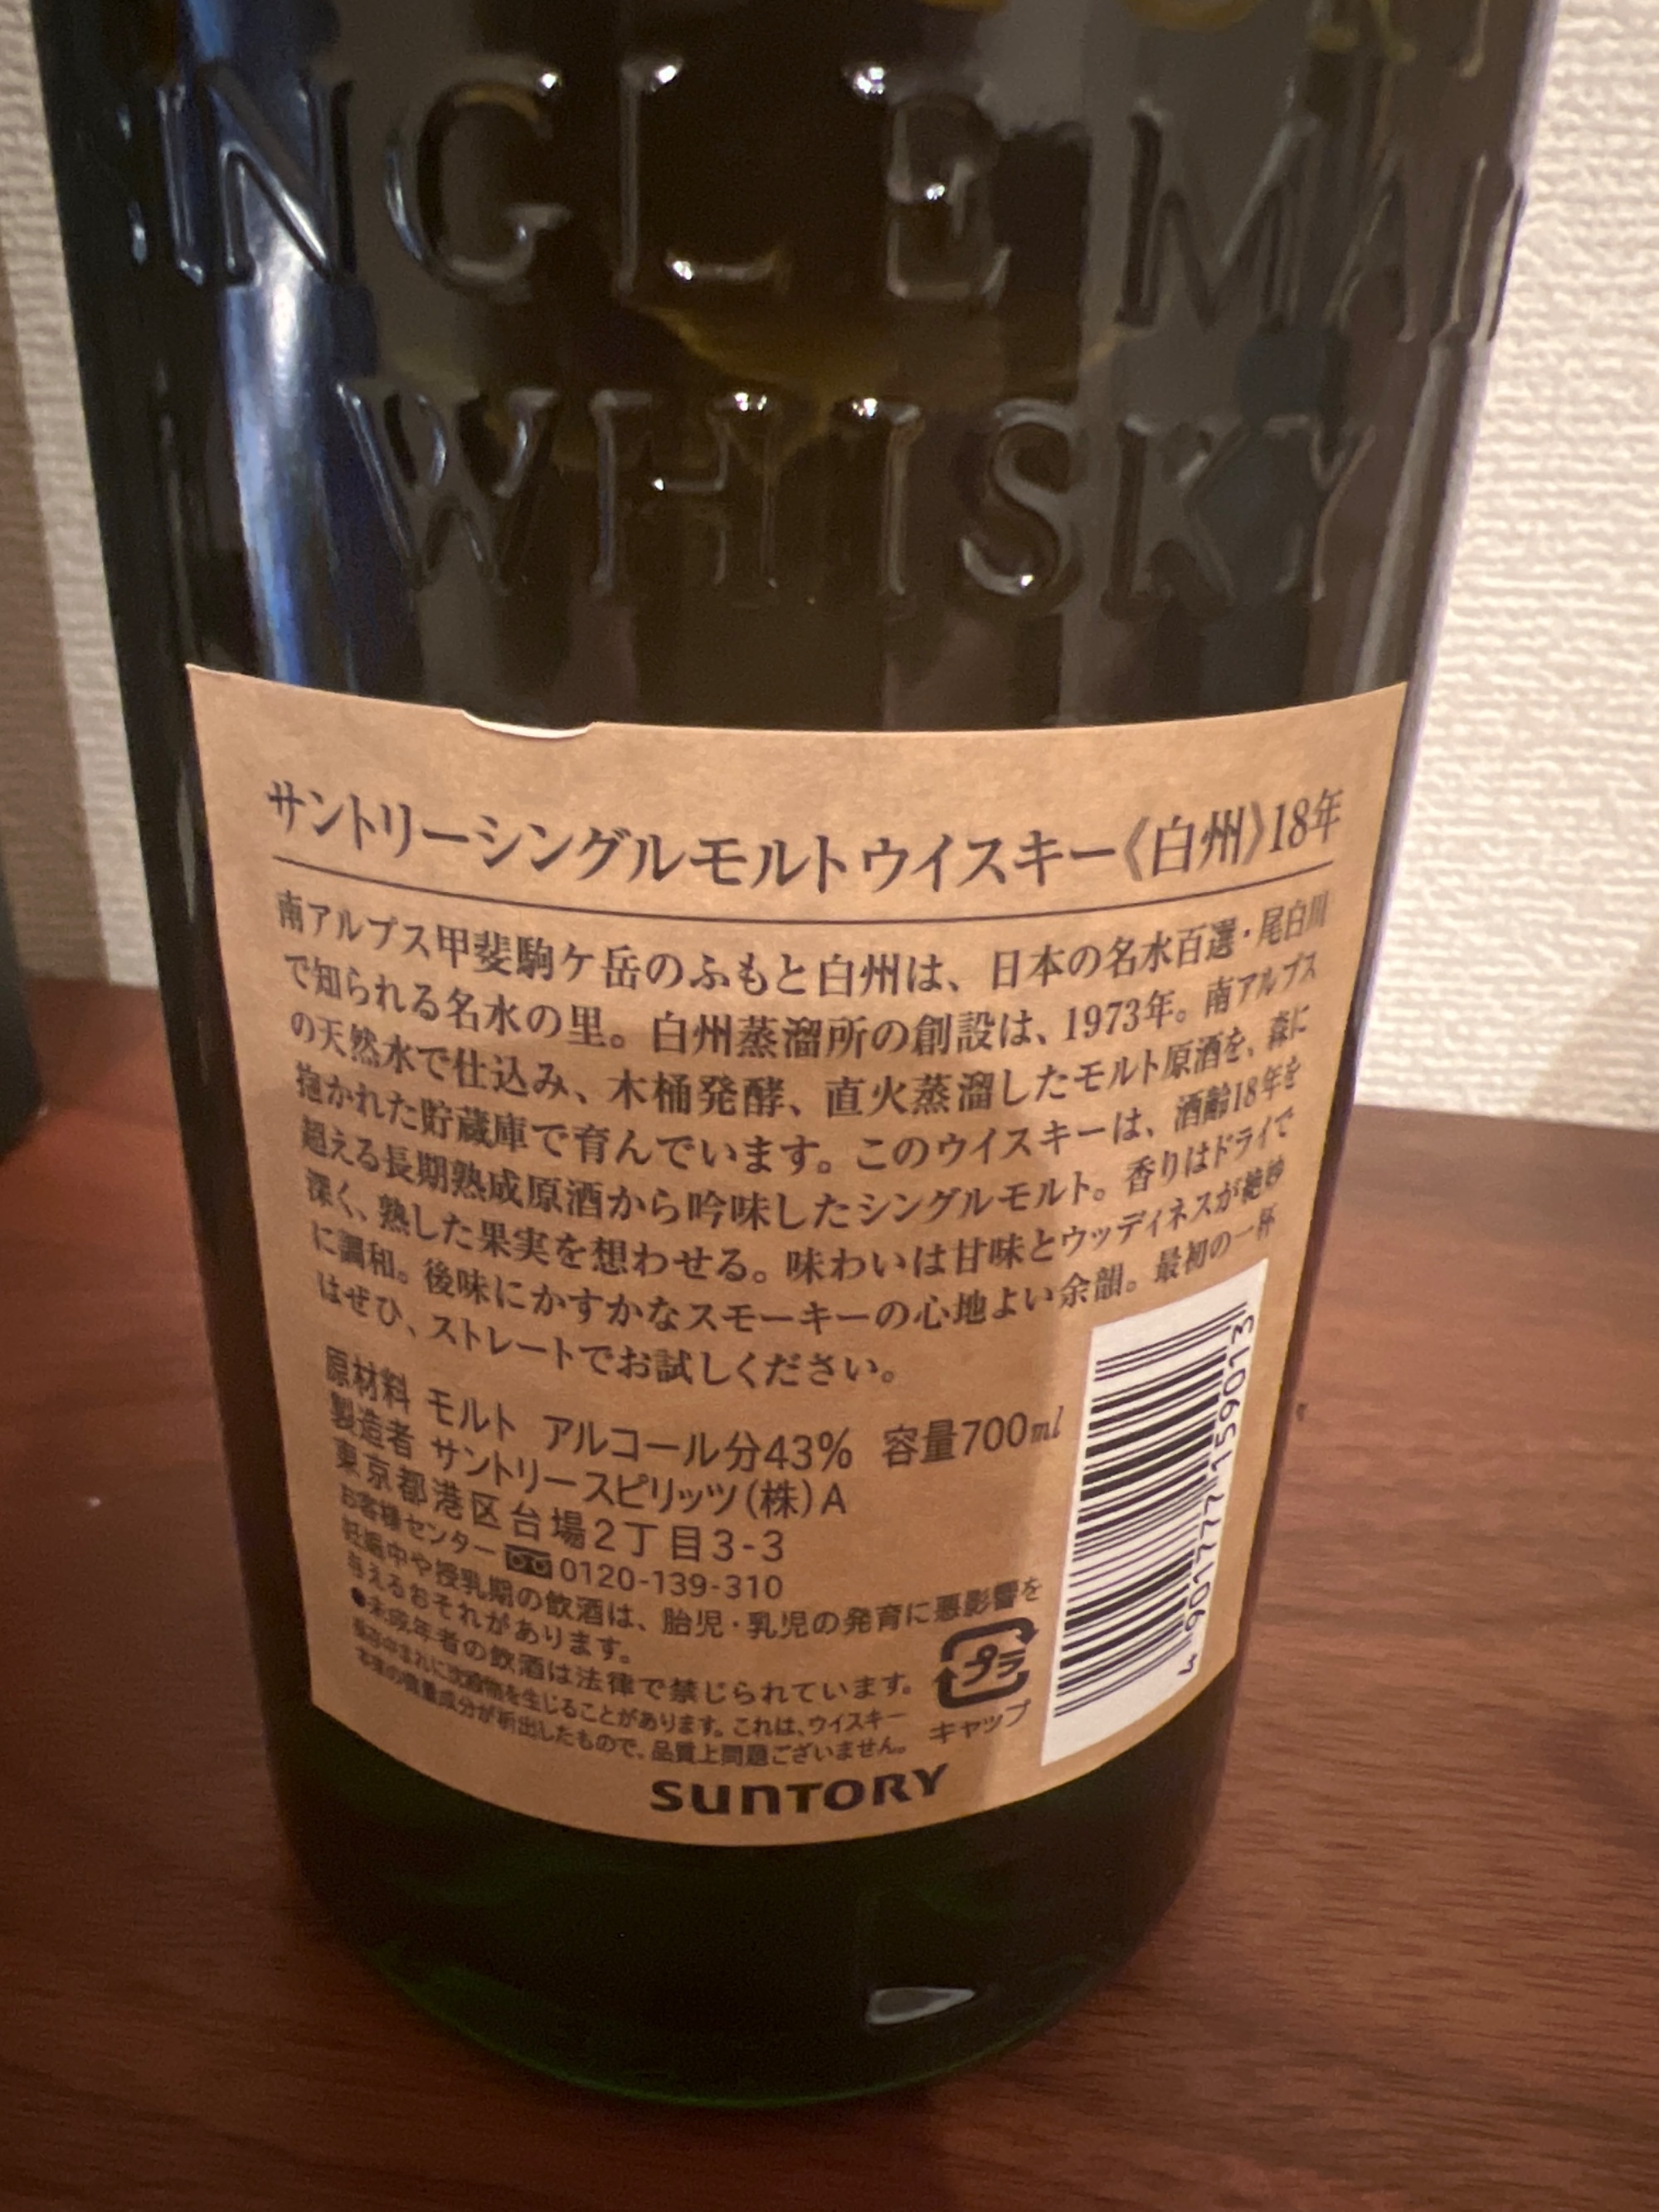 INGLE MAL
WHISKY
サントリーシングルモルトウイスキー《白州》18年
南アルプス甲斐駒ケ岳のふもと白州は、日本の名水百選・尾白川
で知られる名水の里。白州蒸溜所の創設は、1973年。南アルプス
の天然水で仕込み、木桶発酵、直火蒸溜したモルト原酒を、森に
抱かれた貯蔵庫で育んでいます。このウイスキーは、酒齢18年を
超える長期熟成原酒から吟味したシングルモルト。香りはドライで
深く、熟した果実を想わせる。味わいは甘味とウッディネスが絶妙
に調和。後味にかすかなスモーキーの心地よい余韻。最初の一杯
はぜひ、ストレートでお試しください。
原材料 モルト アルコール分43% 容量700ml
製造者 サントリースピリッツ(株)A
東京都港区台場2丁目3-3
お客様センター 0120-139-310
妊娠中や授乳期の飲酒は、胎児・乳児の発育に悪影響を
与えるおそれがあります。
●未成年者の飲酒は法律で禁じられています。
保存中まれに沈澱物を生じることがあります。これは、ウイスキー
本来の良質成分が析出したもので、品質上問題ございません。
プラ
キャップ
4 901777 159013
SUNTORY